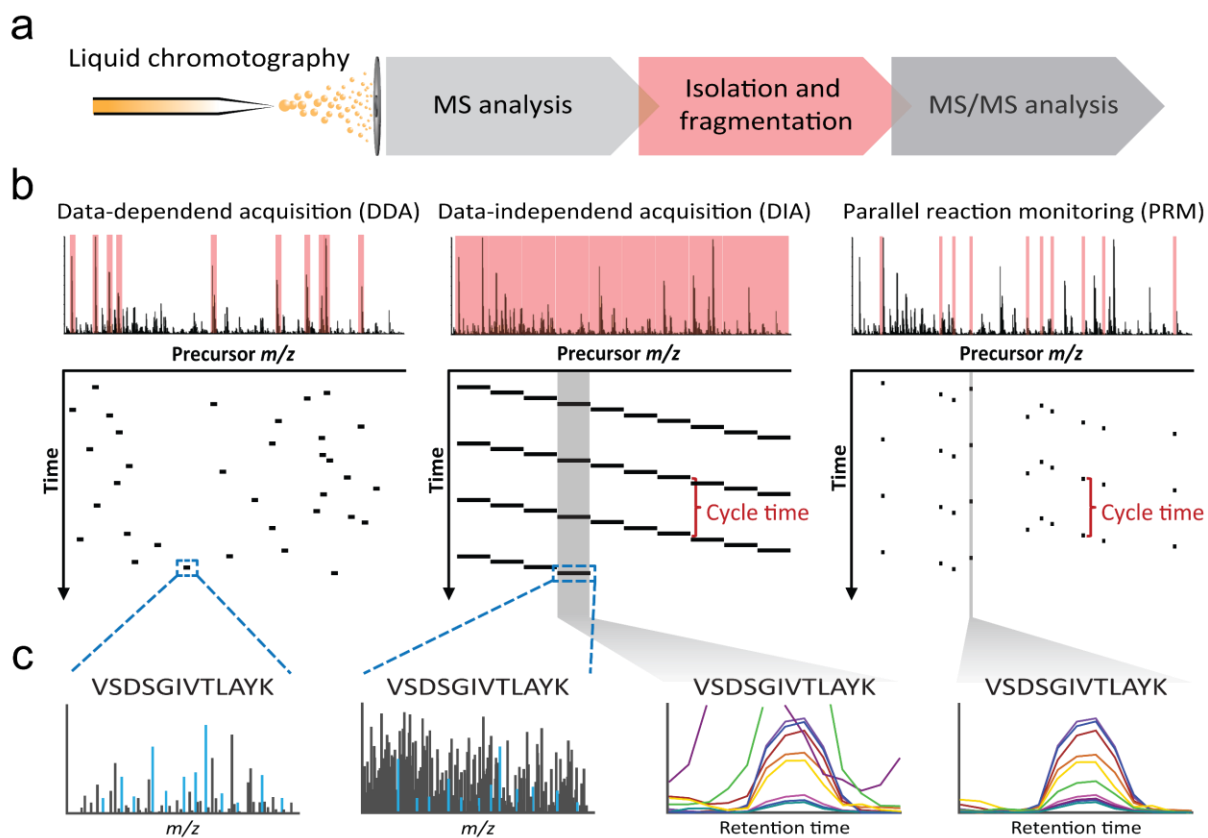 a
Liquid chromotography
MS analysis
Isolation and
fragmentation
MS/MS analysis
b
Data-dependend acquisition (DDA)
Data-independend acquisition (DIA)
Parallel reaction monitoring (PRM)
Precursor m/z
Precursor m/z
Precursor m/z
Time
Time
Time
Cycle time
Cycle time
c
VSDSGIVTLAYK
VSDSGIVTLAYK
VSDSGIVTLAYK
VSDSGIVTLAYK
m/z
m/z
Retention time
Retention time